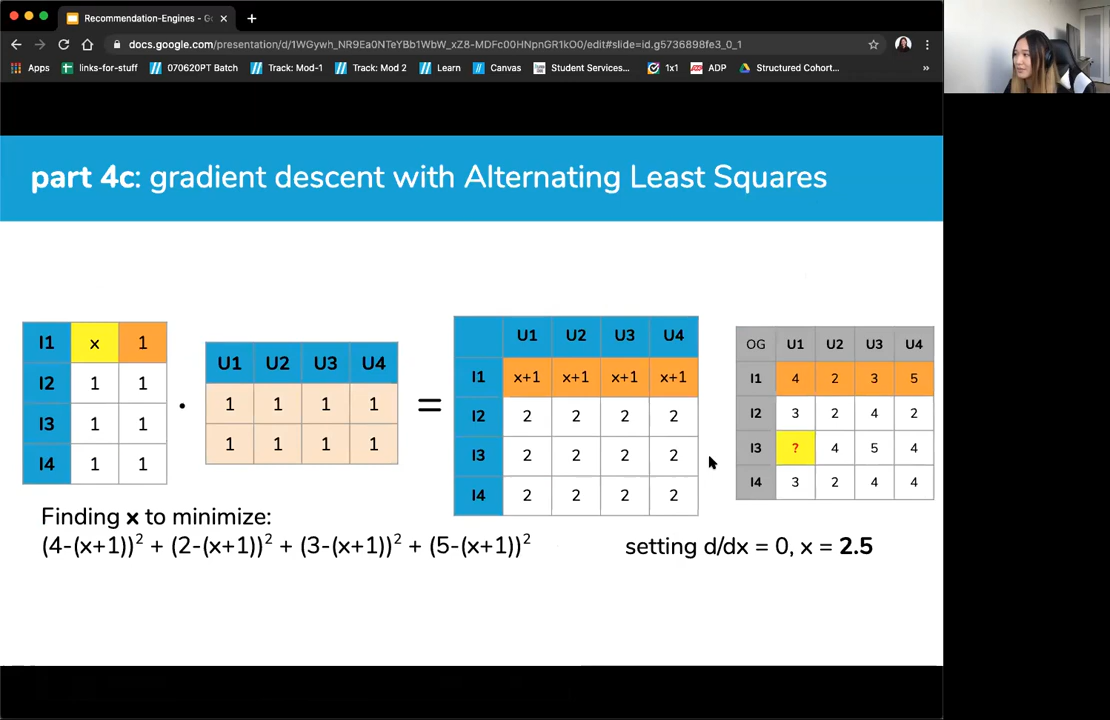 Recommendation-Engines - Go
docs.google.com/presentation/d/1WGywh_NR9Ea0NTeYBb1WbW_xZ8-MDFc00HNpnGR1kO0/edit#slide=id.g5736898fe3_0_1
Apps links-for-stuff 070620PT Batch Track: Mod-1 Track: Mod 2 Learn Canvas Student Services... 1x1 ADP Structured Cohort... »
part 4c: gradient descent with Alternating Least Squares
I1 x 1
I2 1 1
I3 1 1
I4 1 1
·
U1 U2 U3 U4
1 1 1 1
1 1 1 1
=
U1 U2 U3 U4
I1 x+1 x+1 x+1 x+1
I2 2 2 2 2
I3 2 2 2 2
I4 2 2 2 2
OG U1 U2 U3 U4
I1 4 2 3 5
I2 3 2 4 2
I3 ? 4 5 4
I4 3 2 4 4
Finding x to minimize:
(4-(x+1))² + (2-(x+1))² + (3-(x+1))² + (5-(x+1))²
setting d/dx = 0, x = 2.5